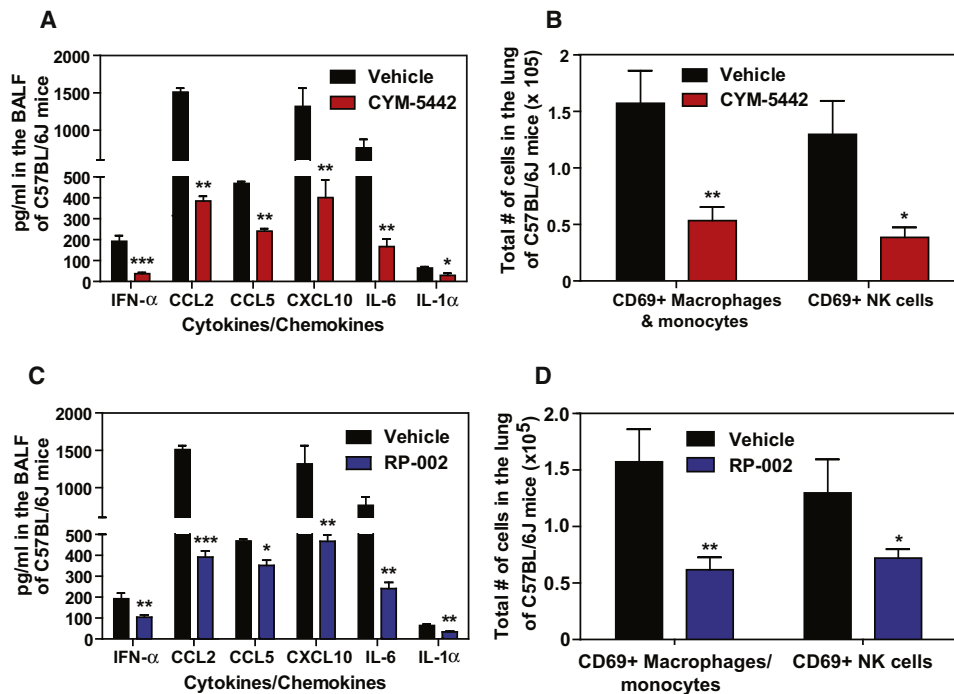 A
pg/ml in the BALF
of C57BL/6J mice
2000
1500
1000
500
400
300
200
100
0
Vehicle
CYM-5442
***
**
**
**
**
*
IFN-α
CCL2
CCL5
CXCL10
IL-6
IL-1α
Cytokines/Chemokines
B
Total # of cells in the lung
of C57BL/6J mice (x 105)
2
1.5
1
0.5
0
Vehicle
CYM-5442
**
*
CD69+ Macrophages
& monocytes
CD69+ NK cells
C
pg/ml in the BALF
of C57BL/6J mice
2000
1500
1000
500
400
300
200
100
0
Vehicle
RP-002
**
***
*
**
**
**
IFN-α
CCL2
CCL5
CXCL10
IL-6
IL-1α
Cytokines/Chemokines
D
Total # of cells in the lung
of C57BL/6J mice (x10⁵)
2.0
1.5
1.0
0.5
0
Vehicle
RP-002
**
*
CD69+ Macrophages/
monocytes
CD69+ NK cells